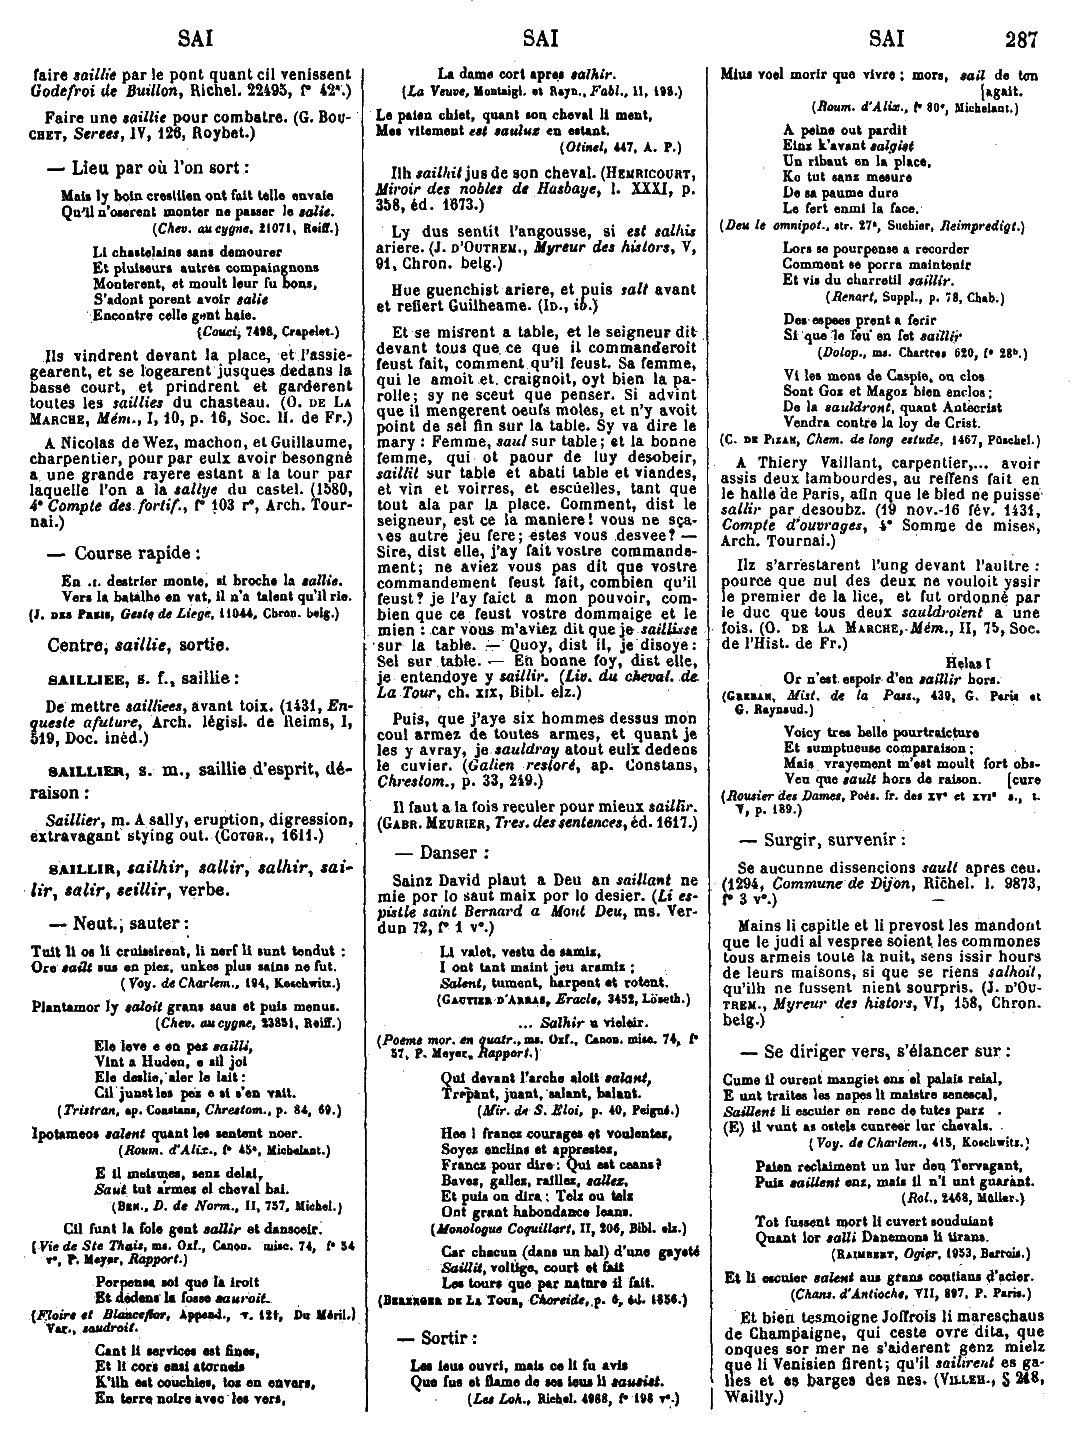 SAI SAI SAI 287
faire saillie par le pont quant cil venissent
Godefroi de Buillon, Richel. 22495, f° 42ª.)
Faire une saillie pour combatre. (G. BOU-
CHET, Serees, IV, 126, Roybet.)
— Lieu par où l'on sort :
Mais ly boin crestiien ont fait telle envaie
Qu'il n'oserent monter ne passer le salie.
(Chev. au cygne, 21071, Reiff.)
Li chastelains sans demourer
Et pluiseurs autres compaingnons
Monterent, et moult leur fu bons,
S'adont porent avoir salie
Encontre celle gent haie.
(Couci, 7498, Crapelet.)
Ils vindrent devant la place, et l'assie-
gearent, et se logearent jusques dedans la
basse court, et prindrent et garderent
toutes les saillies du chasteau. (O. DE LA
MARCHE, Mém., I, 10, p. 16, Soc. H. de Fr.)
A Nicolas de Wez, machon, et Guillaume,
charpentier, pour par eulx avoir besongné
a une grande rayere estant a la tour par
laquelle l'on a la sallye du castel. (1580,
4° Compte des fortif., f° 103 r°, Arch. Tour-
nai.)
— Course rapide :
En .I. destrier monte, si broche la sallie.
Vers la batalhe en vat, il n'a talent qu'il rie.
(J. DES PREIS, Geste de Liege, 11044, Chron. belg.)
Centre, saillie, sortie.
SAILLIEE, s. f., saillie :
De mettre sailliees, avant toix. (1431, En-
queste afuture, Arch. législ. de Reims, I,
519, Doc. inéd.)
SAILLIER, s. m., saillie d'esprit, dé-
raison :
Saillier, m. A sally, eruption, digression,
extravagant stying out. (COTGR., 1611.)
SAILLIR, sailhir, sallir, salhir, sai-
lir, salir, seillir, verbe.
— Neut., sauter :
Tuit li os li cruissirent, li nerf li sunt tendut :
Ore sailt sus en piez, unkes plus sains ne fut.
(Voy. de Charlem., 194, Koschwitz.)
Plantamor ly saloit grans saus et puis menus.
(Chev. au cygne, 23851, Reiff.)
Ele leve e en pez sailli,
Vint a Huden, e sil joi
Ele deslie, aler le lait :
Cil junst les pez e si s'en vait.
(Tristran, ap. Constans, Chrestom., p. 84, 69.)
Ipotameos salent quant les sentent noer.
(Roum. d'Alix., f° 45ª, Michelant.)
E il meismes, senz delai,
Saut tut armes el cheval bai.
(BEN., D. de Norm., II, 757, Michel.)
Cil funt la fole gent sallir et dansceir.
(Vie de Ste Thais, ms. Oxf., Canon. misc. 74, f° 54
v°, P. Meyer, Rapport.)
Porpensa soi que la iroit
Et dedens la fosse sauroit.
(Floire et Blanceflor, Append., v. 121, Du Méril.)
Var., saudroit.
Cant li services est fines,
Et li cors ensi atorneis
K'ilh est couchies, tos en envers,
En terre noire avec les vers,
La dame cort apres salhir.
(La Veuve, Montaigl. et Rayn., Fabl., II, 198.)
Le paien chiet, quant son cheval li ment,
Mes vitement est saulus en estant.
(Otinel, 447, A. P.)
Ilh sailhit jus de son cheval. (HEMRICOURT,
Miroir des nobles de Hasbaye, l. XXXI, p.
358, éd. 1673.)
Ly dus sentit l'angousse, si est salhis
ariere. (J. D'OUTREM., Myreur des histors, V,
91, Chron. belg.)
Hue guenchist ariere, et puis salt avant
et refiert Guilheame. (ID., ib.)
Et se misrent a table, et le seigneur dit
devant tous que ce que il commanderoit
feust fait, comment qu'il feust. Sa femme,
qui le amoit et craignoit, oyt bien la pa-
rolle; sy ne sceut que penser. Si advint
que il mengerent oeufs moles, et n'y avoit
point de sel fin sur la table. Sy va dire le
mary : Femme, saul sur table; et la bonne
femme, qui ot paour de luy desobeir,
saillit sur table et abati table et viandes,
et vin et voirres, et escüelles, tant que
tout ala par la place. Comment, dist le
seigneur, est ce la maniere! vous ne sça-
ves autre jeu fere; estes vous desvee? —
Sire, dist elle, j'ay fait vostre commande-
ment; ne aviez vous pas dit que vostre
commandement feust fait, combien qu'il
feust? je l'ay faict a mon pouvoir, com-
bien que ce feust vostre dommaige et le
mien : car vous m'aviez dit que je saillisse
sur la table. — Quoy, dist il, je disoye :
Sel sur table. — En bonne foy, dist elle,
je entendoye y saillir. (Liv. du cheval. de
La Tour, ch. XIX, Bibl. elz.)
Puis, que j'aye six hommes dessus mon
coul armez de toutes armes, et quant je
les y avray, je sauldray atout eulx dedens
le cuvier. (Galien restoré, ap. Constans,
Chrestom., p. 33, 249.)
Il faut a la fois reculer pour mieux saillir.
(GABR. MEURIER, Tres. des sentences, éd. 1617.)
— Danser :
Sainz David plaut a Deu an saillant ne
mie por lo saut maix por lo desier. (Li es-
pistle saint Bernard a Mont Deu, ms. Ver-
dun 72, f° 1 v°.)
Li valet, vestu de samis,
I ont tant maint jeu aramis ;
Salent, tument, harpent et rotent.
(GAUTIER D'ARRAS, Eracle, 3452, Löseth.)
... Salhir u vieleir.
(Poeme mor. en quatr., ms. Oxf., Canon. misc. 74, f°
57, P. Meyer, Rapport.)
Qui devant l'arche aloit salant,
Trepant, juant, salant, balant.
(Mir. de S. Eloi, p. 40, Peigné.)
Hee ! francz courages et voulentes,
Soyez enclins et apprestes,
Francz pour dire : Qui est ceans?
Baves, gallez, raillez, sallez,
Et puis on dira : Telz ou telz
Ont grant habondance leans.
(Monologue Coquillart, II, 206, Bibl. elz.)
Car chacun (dans un bal) d'une gayeté
Saillit, voltige, court et fait
Les tours que par nature il fait.
(BERENGER DE LA TOUR, Choreide, p. 6, éd. 1856.)
— Sortir :
Les ieus ouvri, mais ce li fu avis
Que fus et flame de ses ieus li sausist.
(Les Loh., Richel. 4988, f° 198 v°.)
Mius voel morir que vivre ; mors, sail de ton
[agait.
(Roum. d'Alix., f° 80ª, Michelant.)
A peine out pardit
Einz k'avant salgist
Un ribaut en la place,
Ko tut sanz mesure
De sa paume dure
Le fert enmi la face.
(Deu le omnipot., str. 27ª, Suchier, Reimpredigt.)
Lors se pourpense a recorder
Comment se porra maintenir
Et vis du charretil saillir.
(Renart, Suppl., p. 78, Chab.)
Des espees prent a ferir
Si que le feu en fet saillir
(Dolop., ms. Chartres 620, f° 28ᵇ.)
Vi les mons de Caspie, ou clos
Sont Goz et Magoz bien enclos ;
De la sauldront, quant Antecrist
Vendra contre la loy de Crist.
(C. DE PIZAN, Chem. de long estude, 1467, Püschel.)
A Thiery Vaillant, carpentier,... avoir
assis deux lambourdes, au reffens fait en
le halle de Paris, afin que le bled ne puisse
sallir par desoubz. (19 nov.-16 fév. 1431,
Compte d'ouvrages, 4° Somme de mises,
Arch. Tournai.)
Ilz s'arrestarent l'ung devant l'aultre :
pource que nul des deux ne vouloit yssir
le premier de la lice, et fut ordonné par
le duc que tous deux sauldroient a une
fois. (O. DE LA MARCHE, Mém., II, 75, Soc.
de l'Hist. de Fr.)
Helas !
Or n'est espoir d'en saillir hors.
(GREBAN, Mist. de la Pass., 439, G. Paris et
G. Raynaud.)
Voicy tres belle pourtraicture
Et sumptueuse comparaison ;
Mais vrayement m'est moult fort obs-
Veu que sault hors de raison. [cure
(Rousier des Dames, Poés. fr. des XVᵉ et XVIᵉ s., t.
V, p. 189.)
— Surgir, survenir :
Se aucunne dissencions sault apres ceu.
(1294, Commune de Dijon, Richel. l. 9873,
f° 3 v°.)
Mains li capitle et li prevost les mandont
que le judi al vespree soient les commones
tous armeis toute la nuit, sens issir hours
de leurs maisons, si que se riens salhoit,
qu'ilh ne fussent nient sourpris. (J. D'OU-
TREM., Myreur des histors, VI, 158, Chron.
belg.)
— Se diriger vers, s'élancer sur :
Cume il ourent mangiet ens el palais reial,
E unt traites les napes li maistre senescal,
Saillent li escuier en renc de tutes parz .
(E) il vunt as ostels cunreer lur chevals.
(Voy. de Charlem., 415, Koschwitz.)
Paien reclaiment un lur deu Tervagant,
Puis saillent enz, mais il n'i unt guarant.
(Rol., 2468, Müller.)
Tot fussent mort li cuvert soudulant
Quant lor salli Danemons li tirans.
(RAIMBERT, Ogier, 1953, Barrois.)
Et li escuier salent aus grans coutiaus d'acier.
(Chans. d'Antioche, VII, 897, P. Paris.)
Et bien tesmoigne Joffrois li mareschaus
de Champaigne, qui ceste ovre dita, que
onques sor mer ne s'aiderent genz mielz
que li Venisien firent; qu'il sailirent es ga-
lies et es barges des nes. (VILLEH., § 248,
Wailly.)